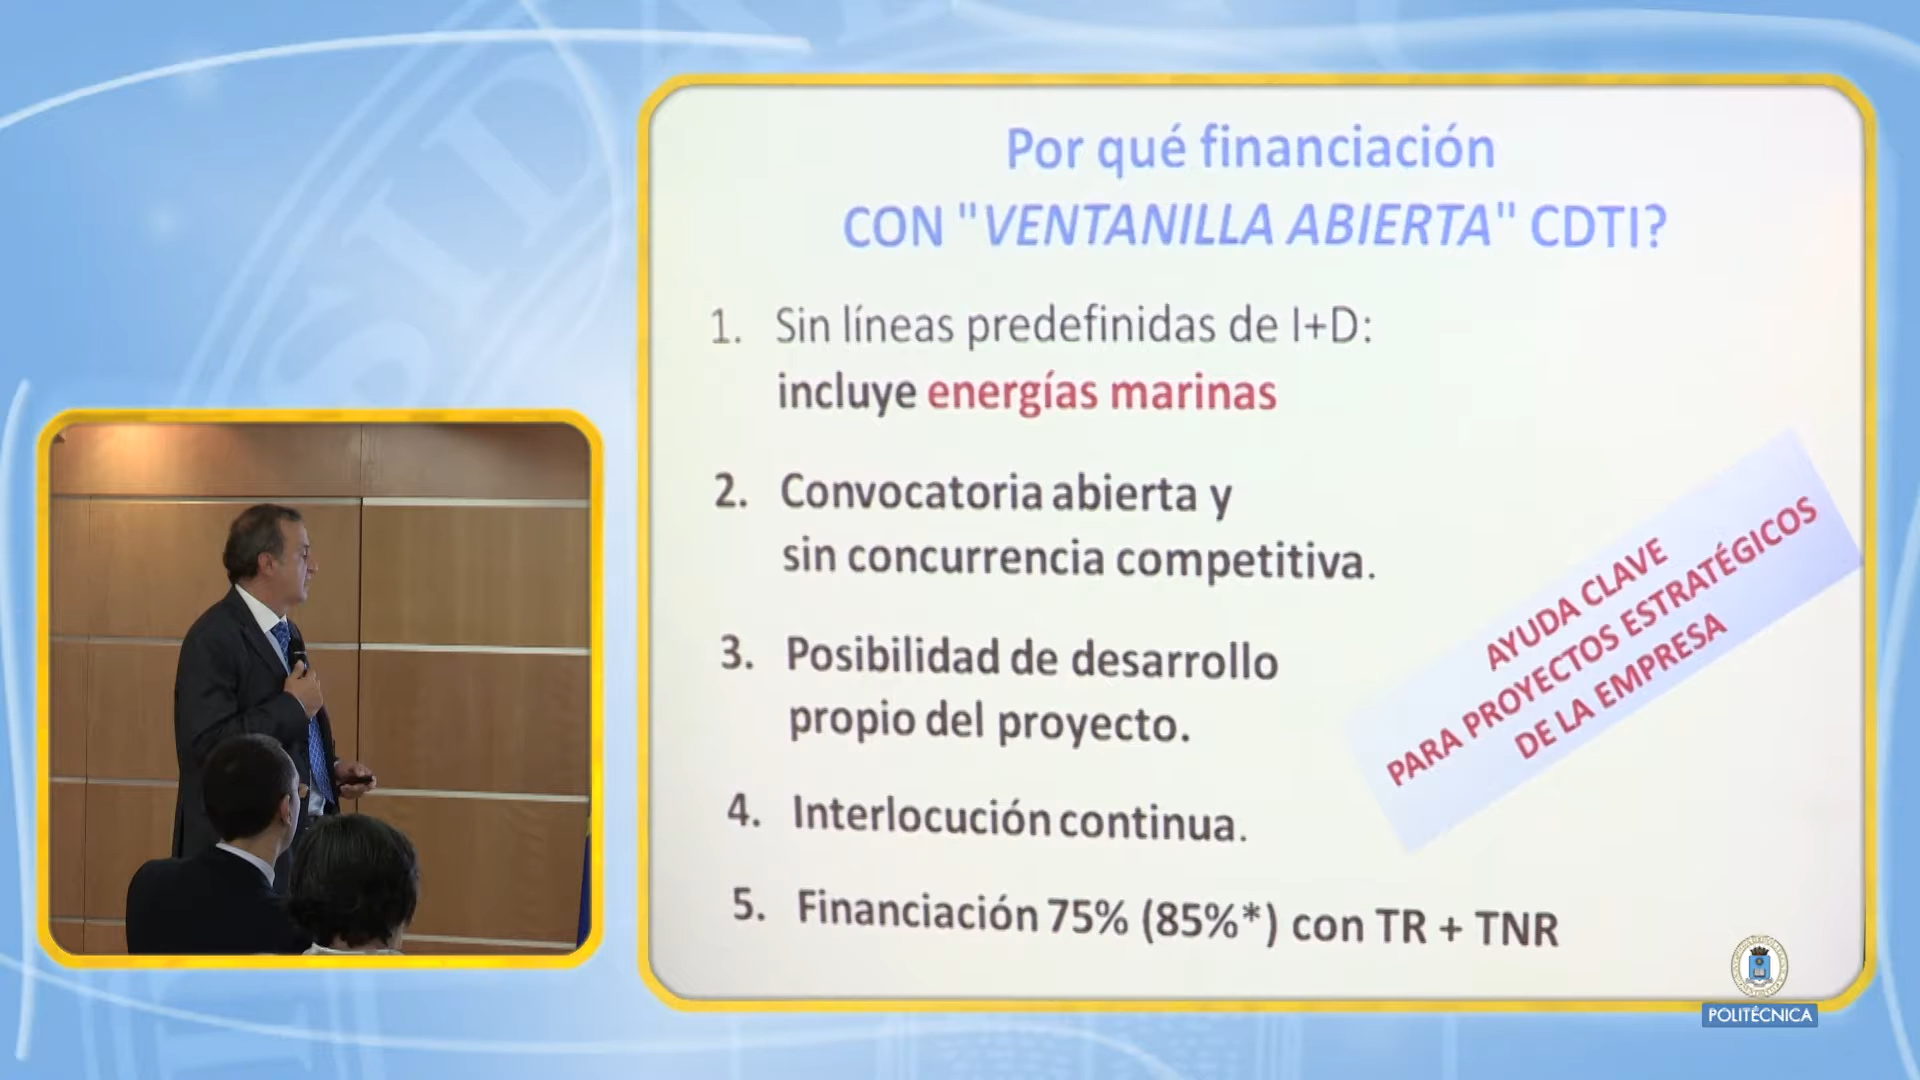 Por qué financiación
CON "VENTANILLA ABIERTA" CDTI?
1. Sin líneas predefinidas de I+D:
incluye energías marinas
2. Convocatoria abierta y
sin concurrencia competitiva.
3. Posibilidad de desarrollo
propio del proyecto.
4. Interlocución continua.
5. Financiación 75% (85%*) con TR + TNR
AYUDA CLAVE
PARA PROYECTOS ESTRATÉGICOS
DE LA EMPRESA
POLITÉCNICA